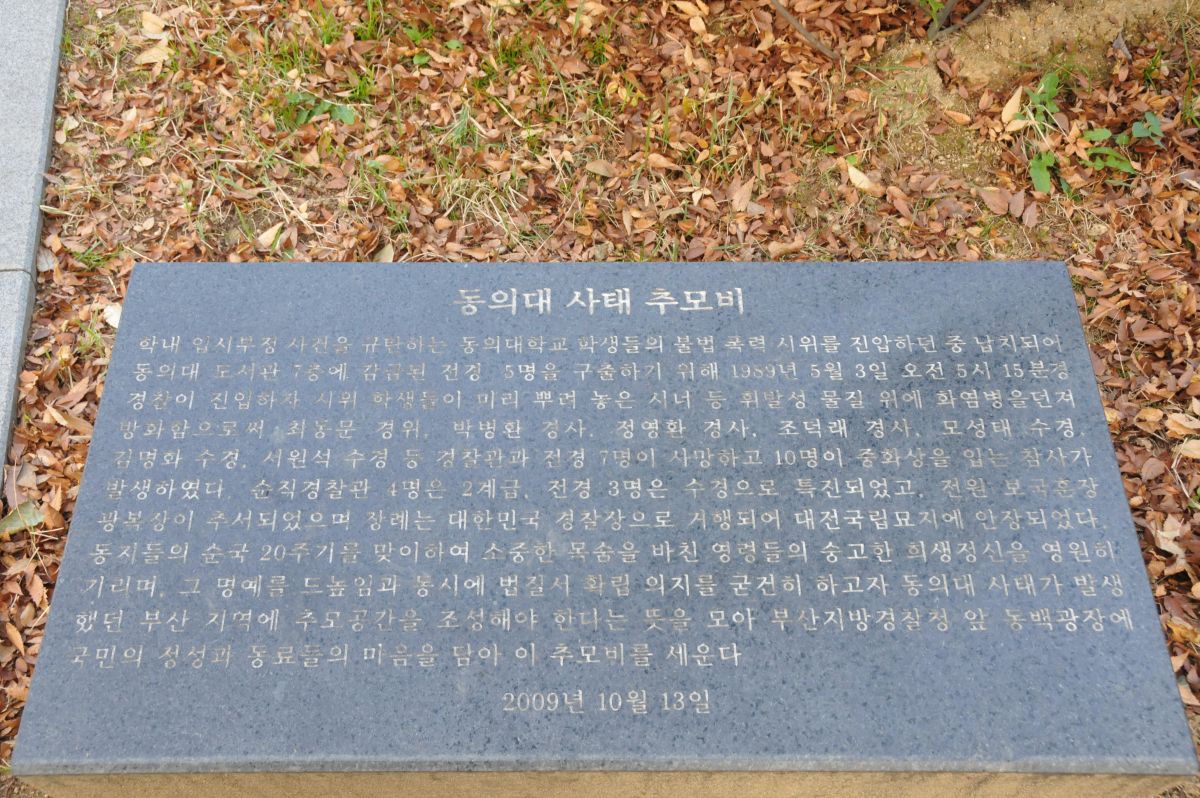 동의대 사태 추모비
학내 입시부정 사건을 규탄하는 동의대학교 학생들의 불법 폭력 시위를 진압하던 중 납치되어
동의대 도서관 7층에 감금된 전경 5명을 구출하기 위해 1989년 5월 3일 오전 5시 15분경
경찰이 진입하자 시위 학생들이 미리 뿌려 놓은 시너 등 휘발성 물질 위에 화염병을던져
방화함으로써 최동문 경위, 박병환 경사, 정영환 경사, 조덕래 경사, 모성태 수경,
김명화 수경, 서원석 수경 등 경찰관과 전경 7명이 사망하고 10명이 중화상을 입는 참사가
발생하였다. 순직경찰관 4명은 2계급, 전경 3명은 수경으로 특진되었고, 전원 보국훈장
광복장이 추서되었으며 장례는 대한민국 경찰장으로 거행되어 대전국립묘지에 안장되었다.
동지들의 순국 20주기를 맞이하여 소중한 목숨을 바친 영령들의 숭고한 희생정신을 영원히
기리며, 그 명예를 드높임과 동시에 법질서 확립 의지를 굳건히 하고자 동의대 사태가 발생
했던 부산 지역에 추모공간을 조성해야 한다는 뜻을 모아 부산지방경찰청 앞 동백광장에
국민의 정성과 동료들의 마음을 담아 이 추모비를 세운다
2009년 10월 13일